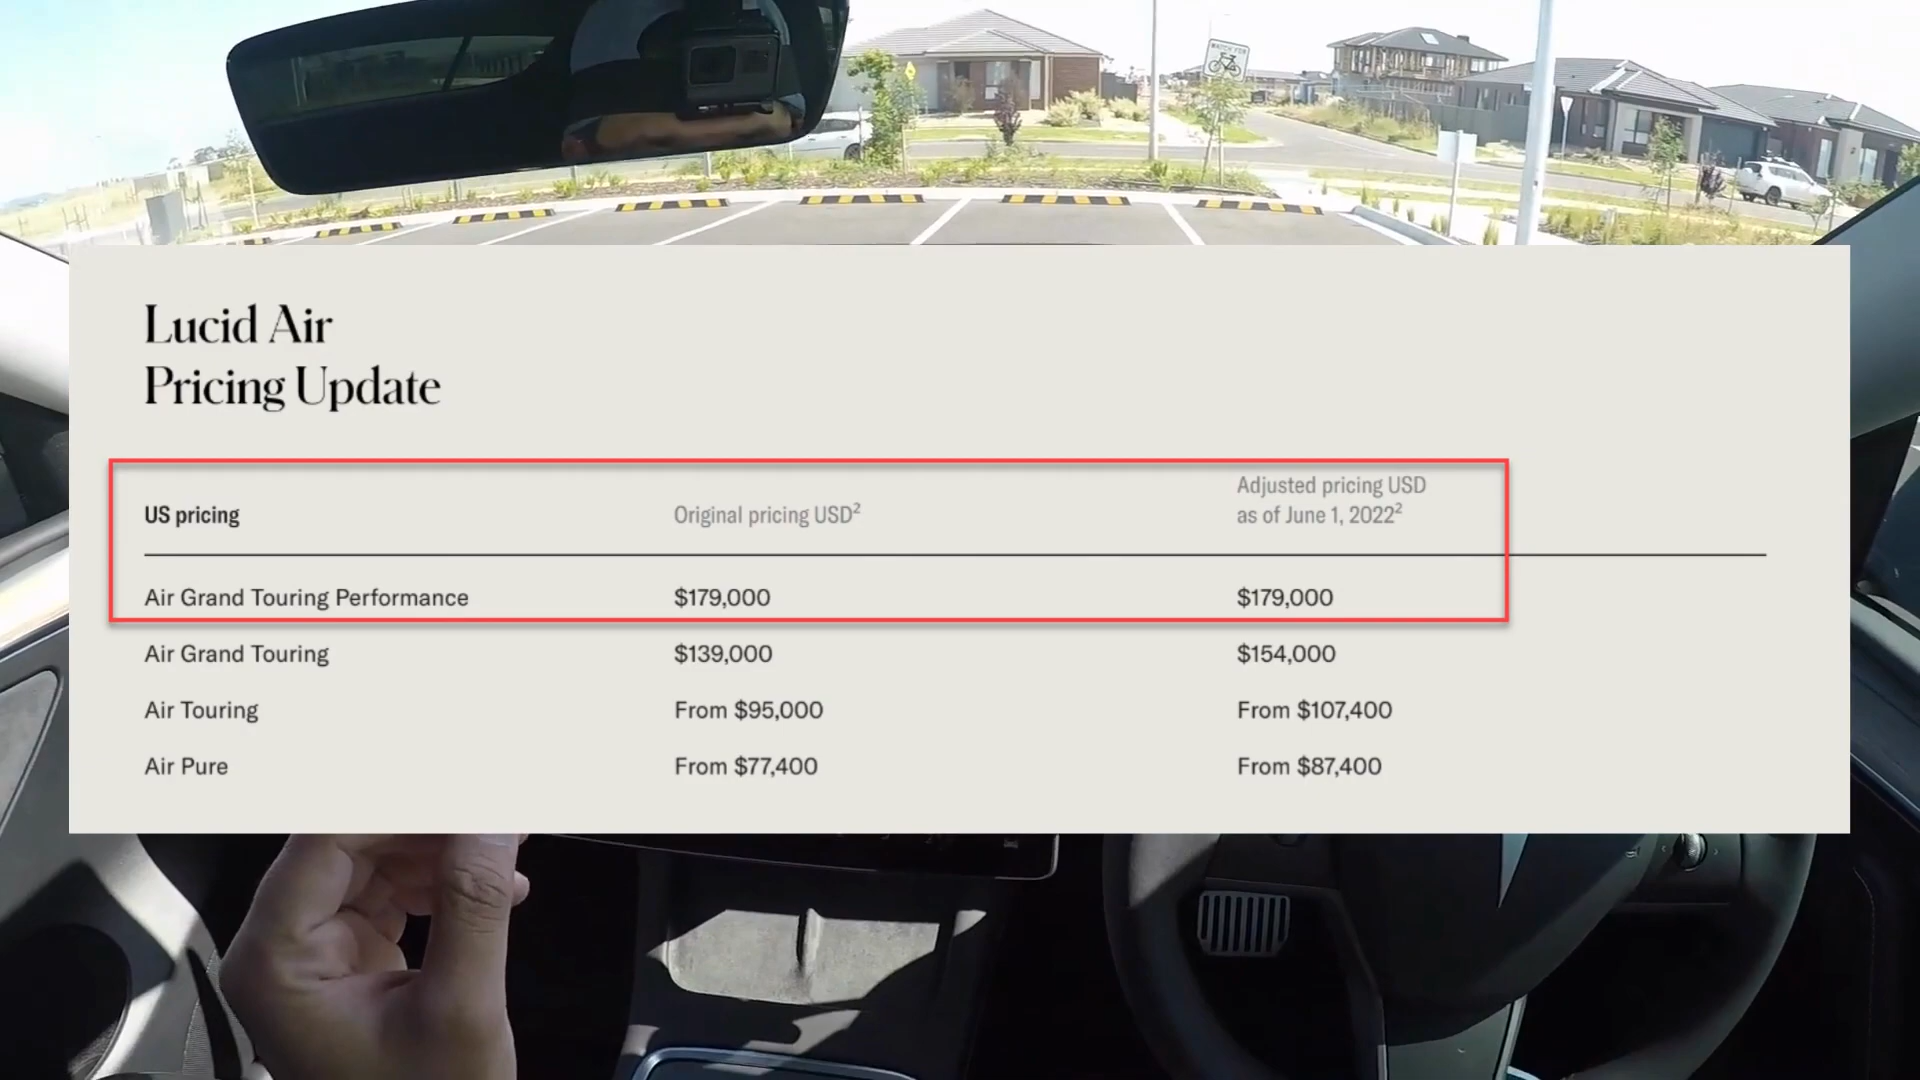 WATCH FOR
Lucid Air
Pricing Update
US pricing
Original pricing USD²
Adjusted pricing USD
as of June 1, 2022²
Air Grand Touring Performance
$179,000
$179,000
Air Grand Touring
$139,000
$154,000
Air Touring
From $95,000
From $107,400
Air Pure
From $77,400
From $87,400